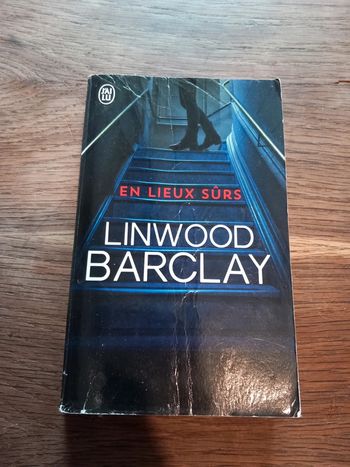 J'AI
LU
EN LIEUX SÛRS
LINWOOD
BARCLAY